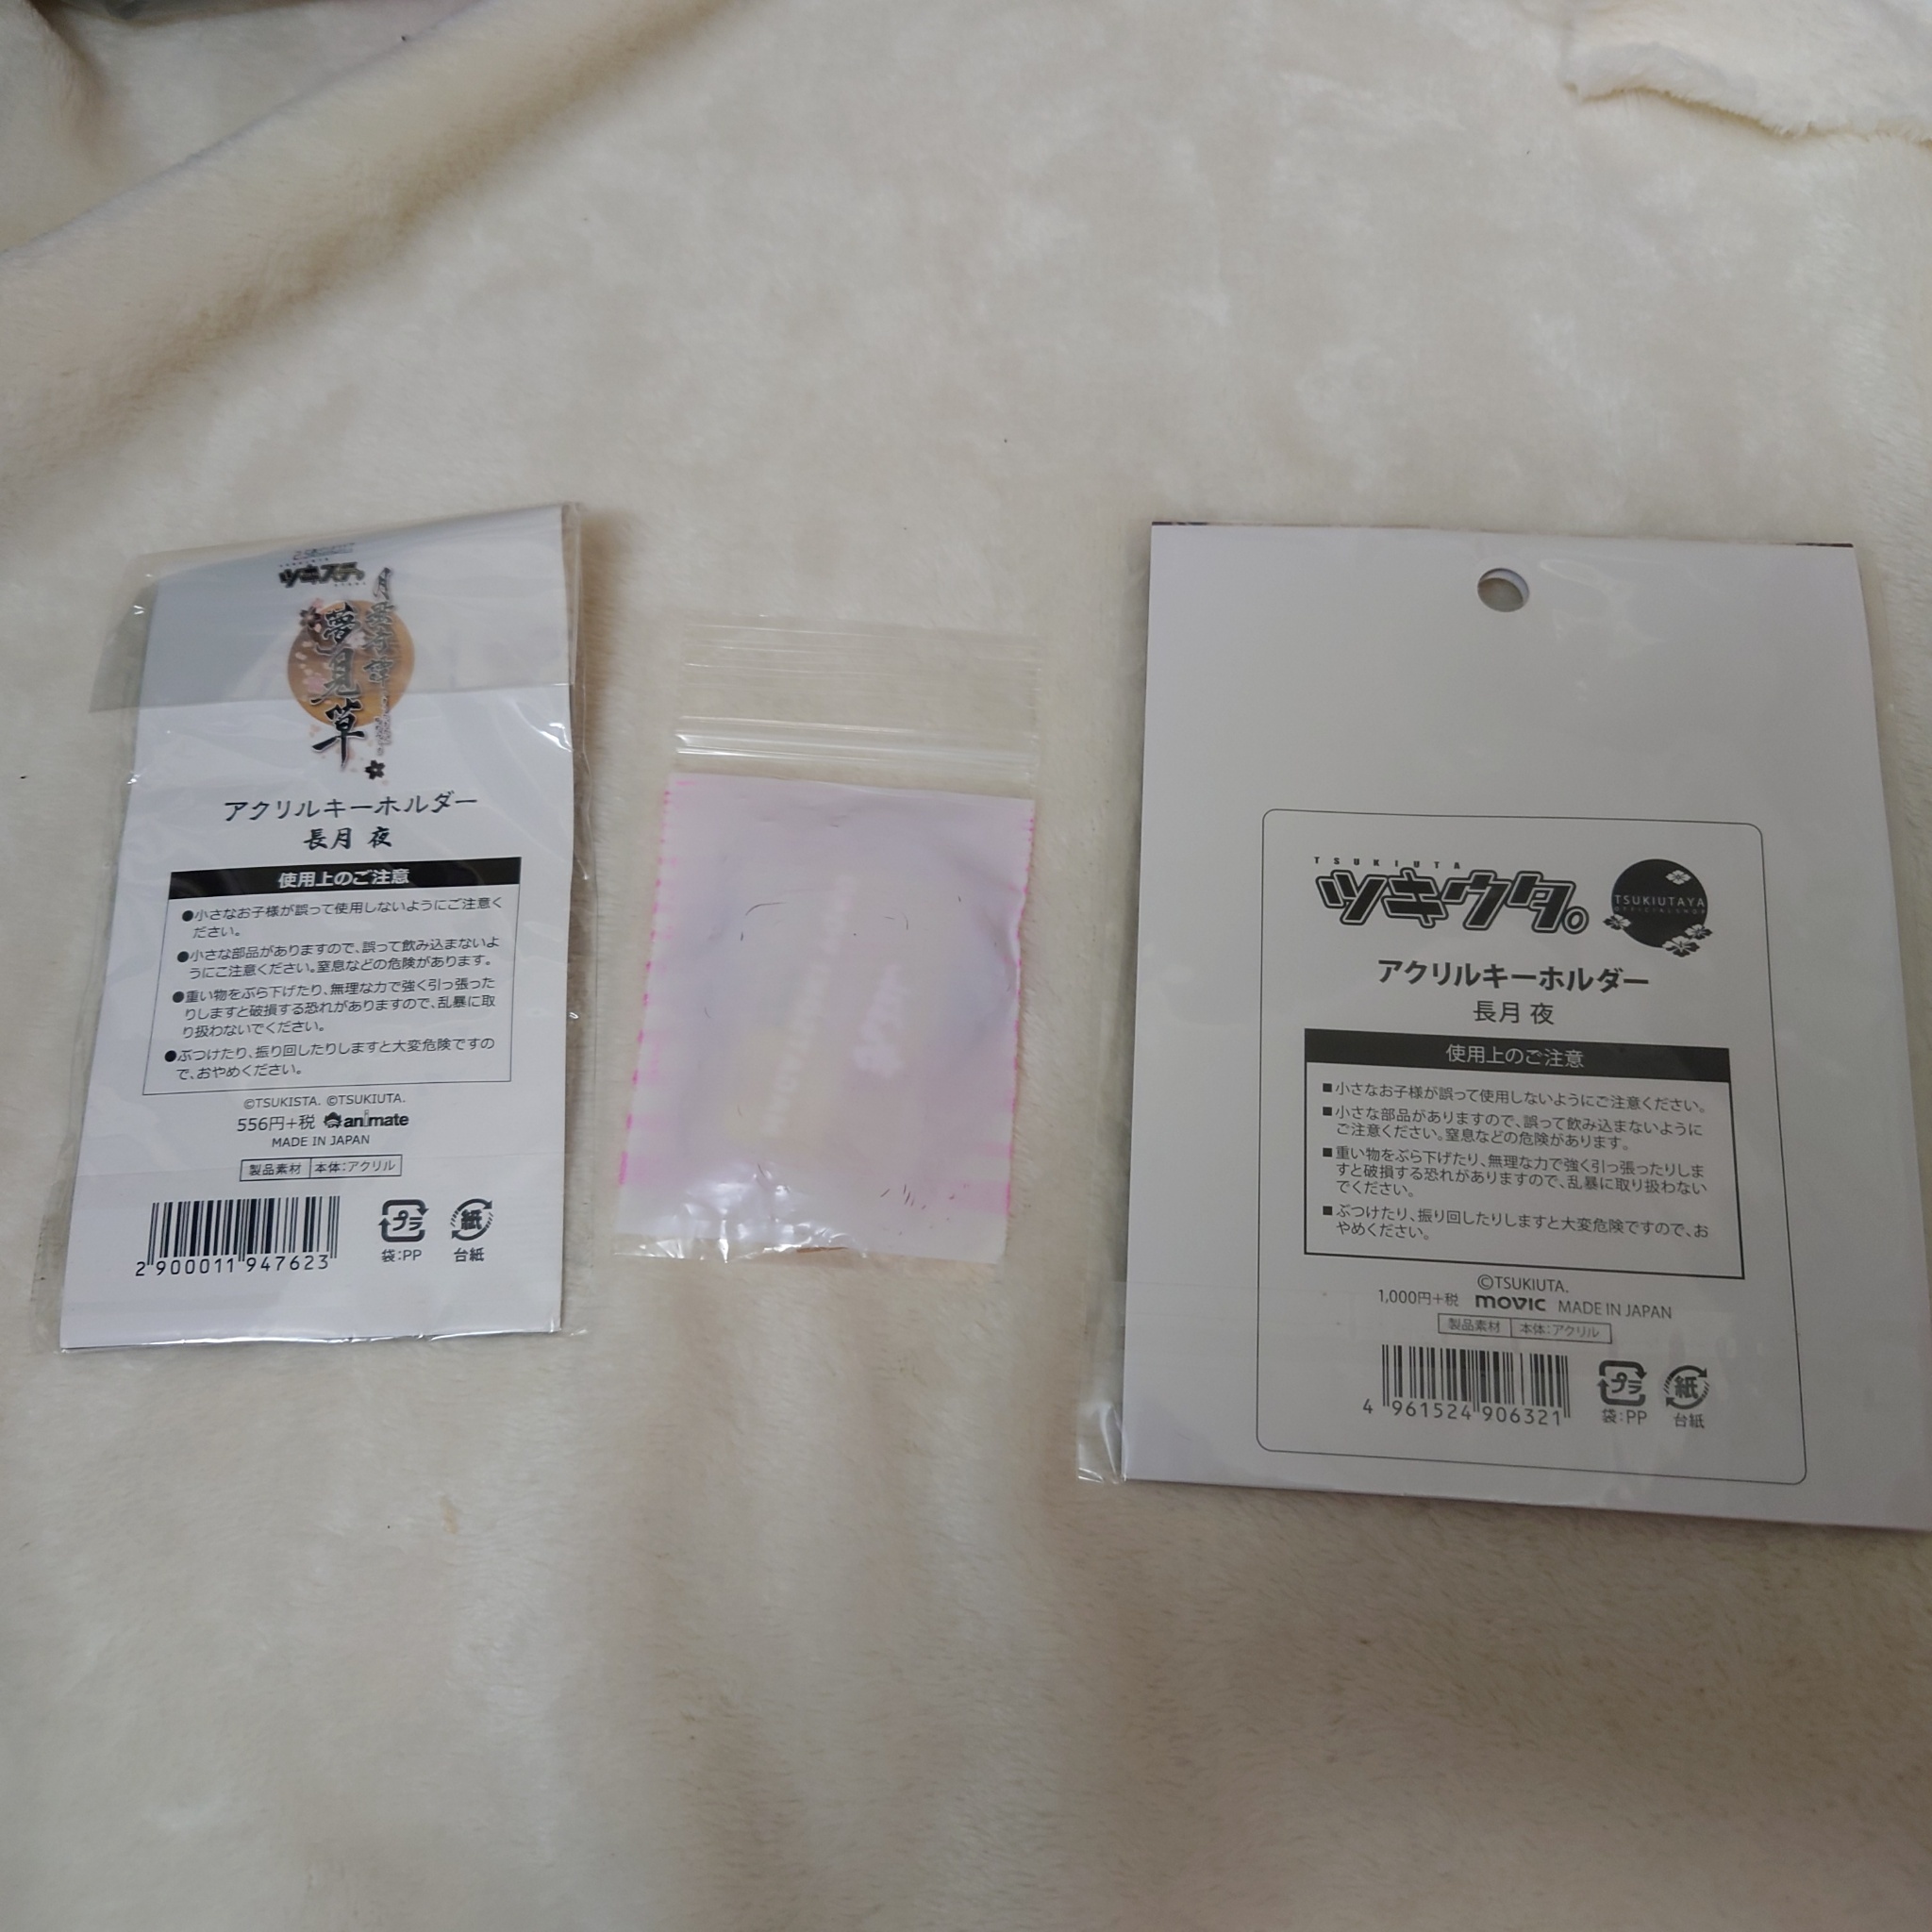 ツキステ。
夢見草
アクリルキーホルダー
長月 夜
使用上のご注意
●小さなお子様が誤って使用しないようにご注意く
ださい。
●小さな部品がありますので、誤って飲み込まないよ
うにご注意ください。窒息などの危険があります。
●重い物をぶら下げたり、無理な力で強く引っ張った
りしますと破損する恐れがありますので、乱暴に取
り扱わないでください。
●ぶつけたり、振り回したりしますと大変危険ですの
で、おやめください。
©TSUKISTA. ©TSUKIUTA.
556円+税 animate
MADE IN JAPAN
製品素材 本体：アクリル
2 900011 947623
プラ
袋：PP
紙
台紙
TSUKIUTA
ツキウタ。
TSUKIUTAYA
OFFICIAL SHOP
アクリルキーホルダー
長月 夜
使用上のご注意
■小さなお子様が誤って使用しないようにご注意ください。
■小さな部品がありますので、誤って飲み込まないように
ご注意ください。窒息などの危険があります。
■重い物をぶら下げたり、無理な力で強く引っ張ったりしま
すと破損する恐れがありますので、乱暴に取り扱わない
でください。
■ぶつけたり、振り回したりしますと大変危険ですので、お
やめください。
©TSUKIUTA.
1,000円+税 movic MADE IN JAPAN
製品素材 本体：アクリル
4 961524 906321
プラ
袋：PP
紙
台紙